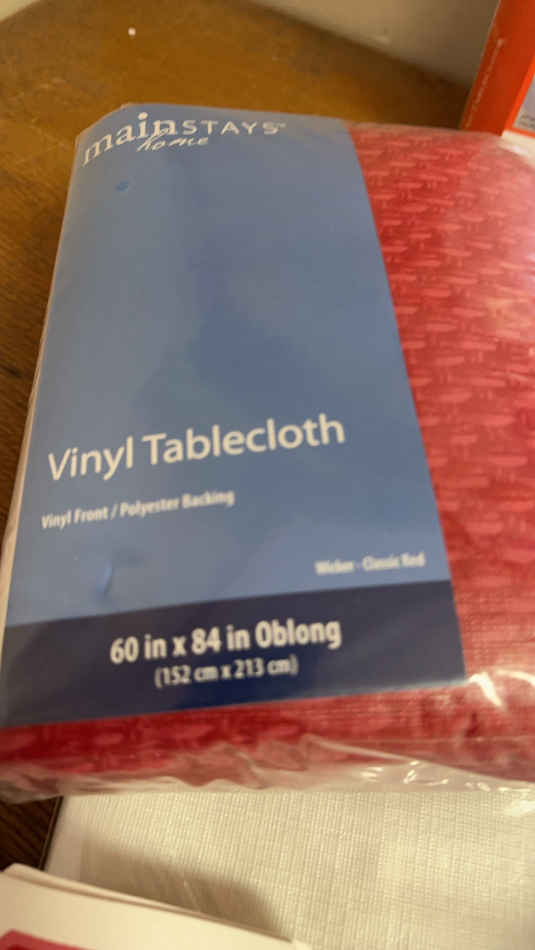 mainSTAYS
home
Vinyl Tablecloth
Vinyl Front / Polyester Backing
Wicker - Classic Red
60 in x 84 in Oblong
(152 cm x 213 cm)